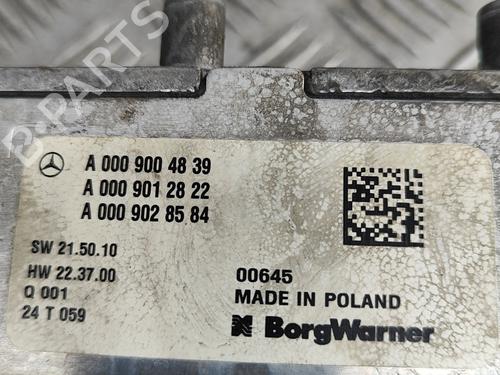 B-PARTS
A 000 900 48 39
A 000 901 28 22
A 000 902 85 84
SW 21.50.10
HW 22.37.00
Q 001
24 T 059
00645
MADE IN POLAND
BorgWarner